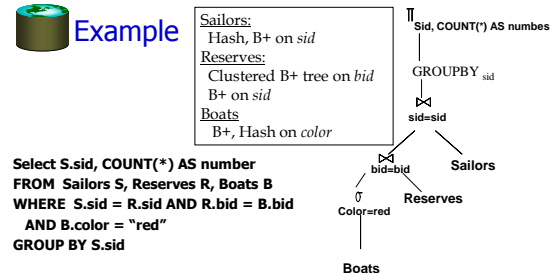 Example
Sailors:
Hash, B+ on sid
Reserves:
Clustered B+ tree on bid
B+ on sid
Boats
B+, Hash on color
Select S.sid, COUNT(*) AS number
FROM Sailors S, Reserves R, Boats B
WHERE S.sid = R.sid AND R.bid = B.bid
AND B.color = “red”
GROUP BY S.sid
π
Sid, COUNT(*) AS numbes
GROUPBY sid
⋈
sid=sid
⋈
bid=bid
Sailors
σ
Color=red
Reserves
Boats